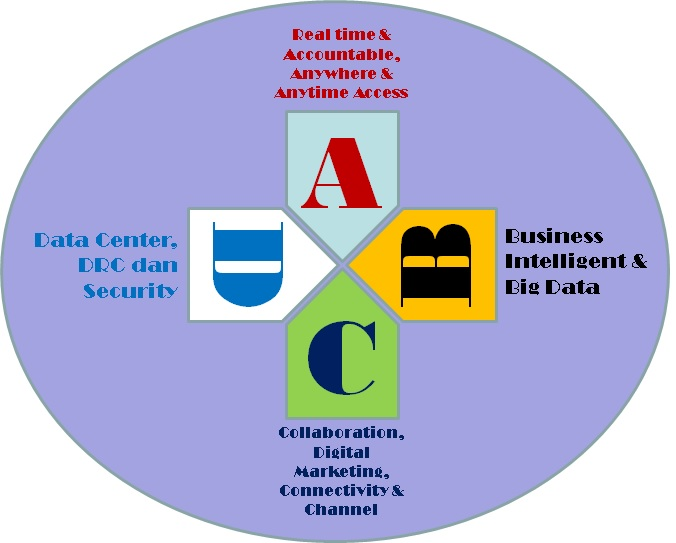 Real time &
Accountable,
Anywhere &
Anytime Access
A
Data Center,
DRC dan
Security
D
B
Business
Intelligent &
Big Data
C
Collaboration,
Digital
Marketing,
Connectivity &
Channel